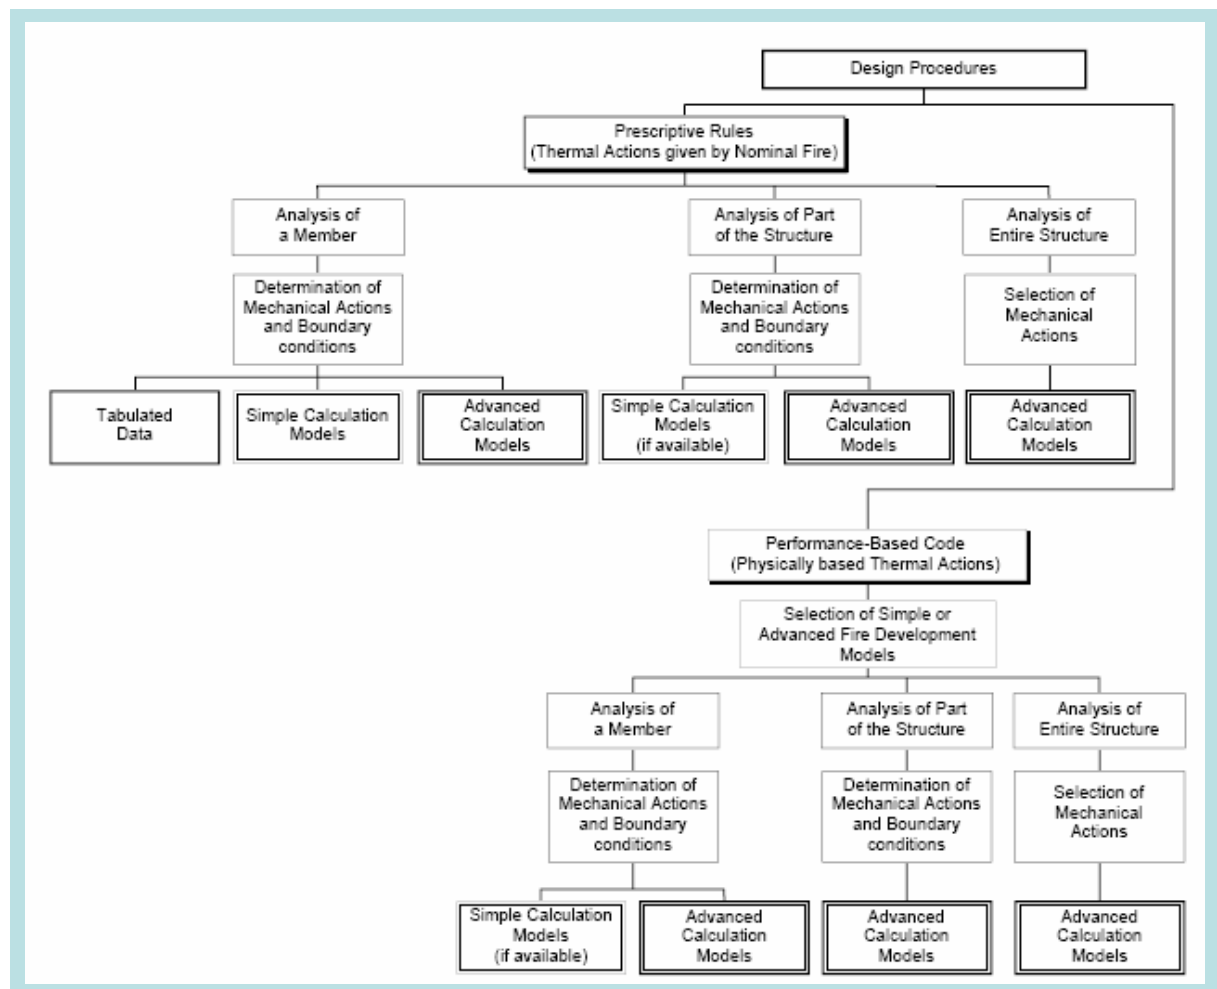 Design Procedures
Prescriptive Rules
(Thermal Actions given by Nominal Fire)
Analysis of
a Member
Analysis of Part
of the Structure
Analysis of
Entire Structure
Determination of
Mechanical Actions
and Boundary
conditions
Determination of
Mechanical Actions
and Boundary
conditions
Selection of
Mechanical
Actions
Tabulated
Data
Simple Calculation
Models
Advanced
Calculation
Models
Simple Calculation
Models
(if available)
Advanced
Calculation
Models
Advanced
Calculation
Models
Performance-Based Code
(Physically based Thermal Actions)
Selection of Simple or
Advanced Fire Development
Models
Analysis of
a Member
Analysis of Part
of the Structure
Analysis of
Entire Structure
Determination of
Mechanical Actions
and Boundary
conditions
Determination of
Mechanical Actions
and Boundary
conditions
Selection of
Mechanical
Actions
Simple Calculation
Models
(if available)
Advanced
Calculation
Models
Advanced
Calculation
Models
Advanced
Calculation
Models